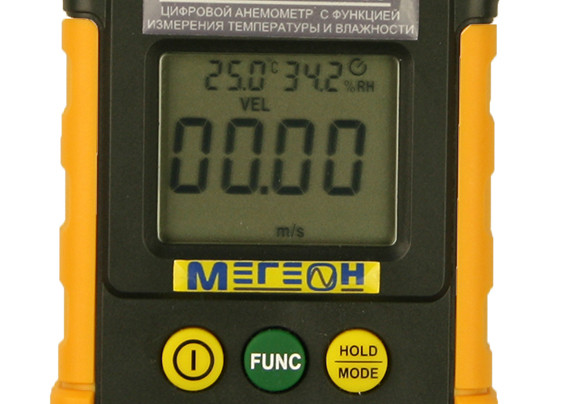 ЦИФРОВОЙ АНЕМОМЕТР С ФУНКЦИЕЙ
ИЗМЕРЕНИЯ ТЕМПЕРАТУРЫ И ВЛАЖНОСТИ
25.0°C 34.2 %RH
VEL
00.00
m/s
МЕГЕОН
FUNC
HOLD
MODE